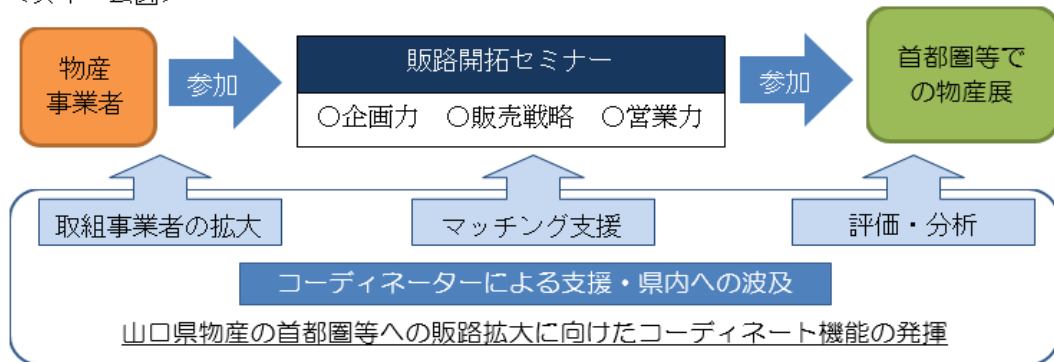 物産
事業者
参加
販路開拓セミナー
○企画力 ○販売戦略 ○営業力
参加
首都圏等で
の物産展
取組事業者の拡大
マッチング支援
評価・分析
コーディネーターによる支援・県内への波及
山口県物産の首都圏等への販路拡大に向けたコーディネート機能の発揮